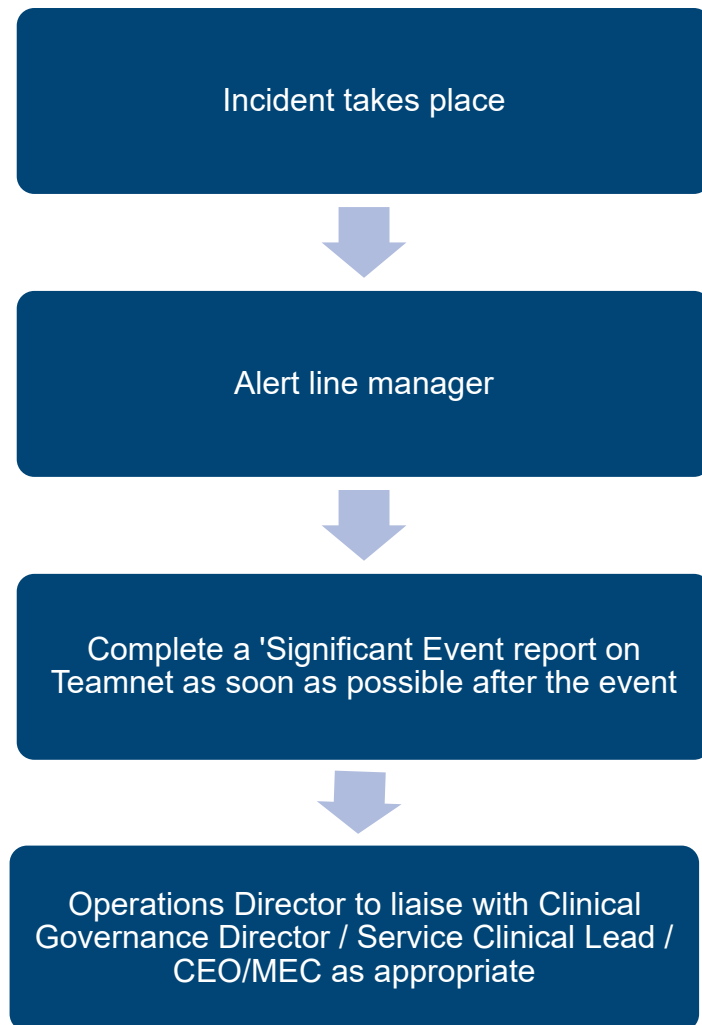 Incident takes place
Alert line manager
Complete a 'Significant Event report on
Teamnet as soon as possible after the event
Operations Director to liaise with Clinical
Governance Director / Service Clinical Lead /
CEO/MEC as appropriate